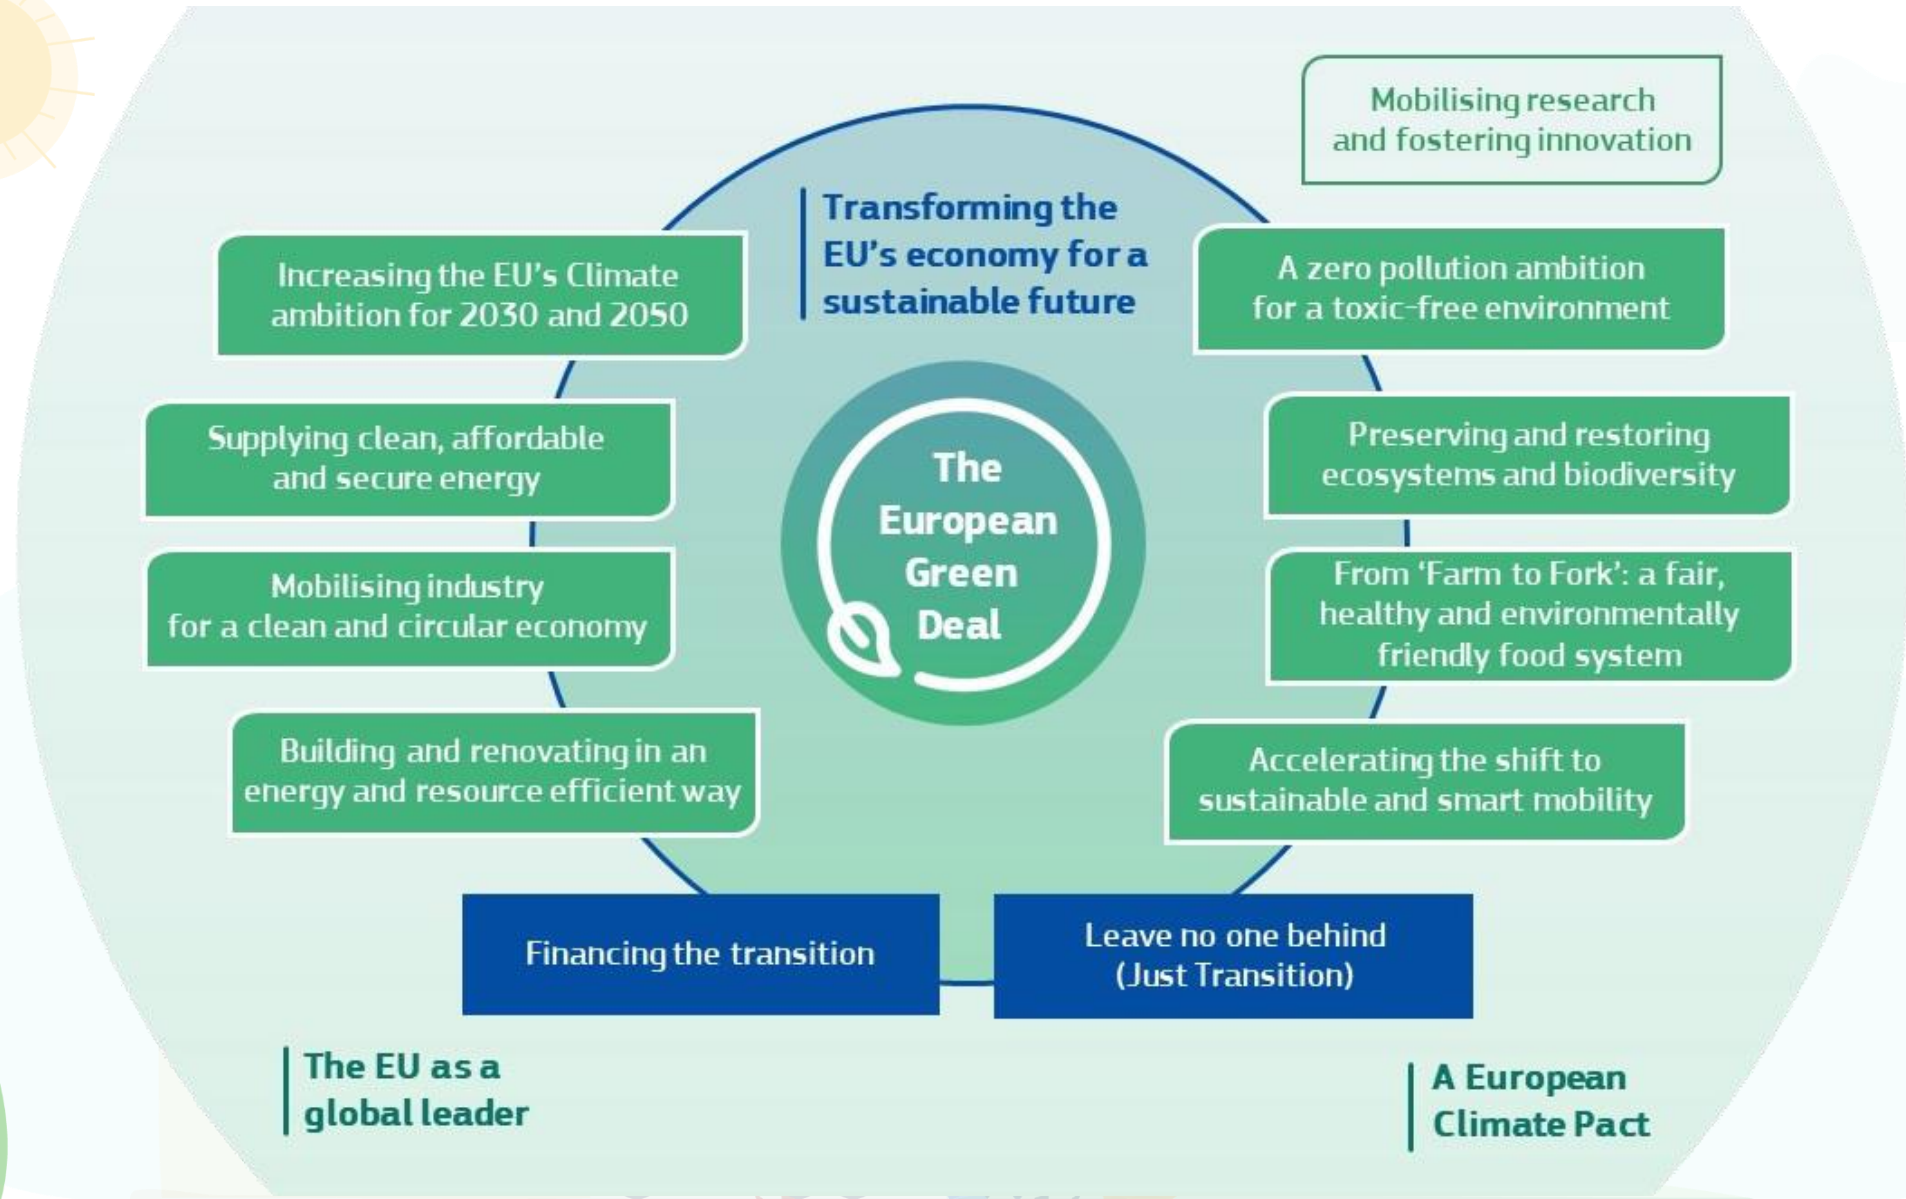 Mobilising research
and fostering innovation
Transforming the
EU's economy for a
sustainable future
Increasing the EU's Climate
ambition for 2030 and 2050
Supplying clean, affordable
and secure energy
Mobilising industry
for a clean and circular economy
Building and renovating in an
energy and resource efficient way
The
European
Green
Deal
A zero pollution ambition
for a toxic-free environment
Preserving and restoring
ecosystems and biodiversity
From ‘Farm to Fork’: a fair,
healthy and environmentally
friendly food system
Accelerating the shift to
sustainable and smart mobility
Financing the transition
Leave no one behind
(Just Transition)
The EU as a
global leader
A European
Climate Pact